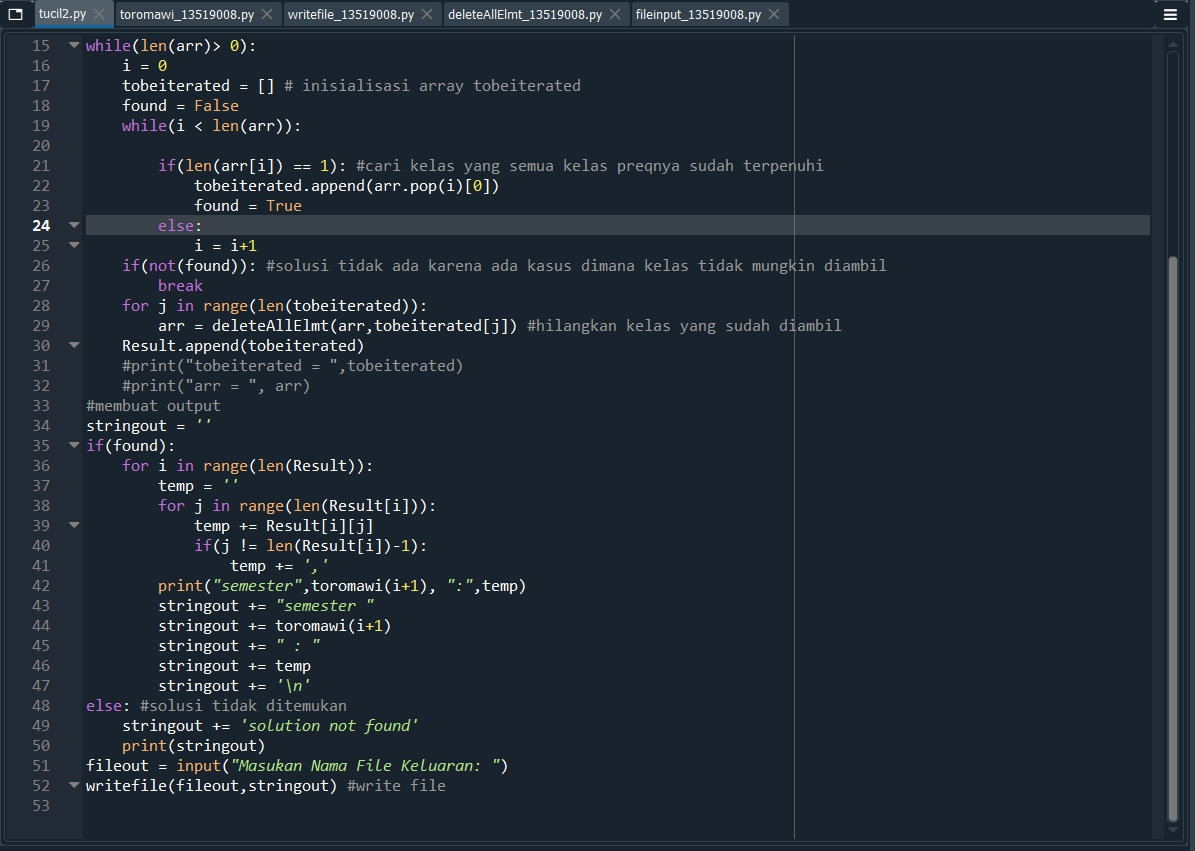 tucil2.py toromawi_13519008.py writefile_13519008.py deleteAllElmt_13519008.py fileinput_13519008.py
15 while(len(arr)> 0):
16     i = 0
17     tobeiterated = [] # inisialisasi array tobeiterated
18     found = False
19     while(i < len(arr)):
20
21         if(len(arr[i]) == 1): #cari kelas yang semua kelas preqnya sudah terpenuhi
22             tobeiterated.append(arr.pop(i)[0])
23             found = True
24         else:
25             i = i+1
26     if(not(found)): #solusi tidak ada karena ada kasus dimana kelas tidak mungkin diambil
27         break
28     for j in range(len(tobeiterated)):
29         arr = deleteAllElmt(arr,tobeiterated[j]) #hilangkan kelas yang sudah diambil
30     Result.append(tobeiterated)
31     #print("tobeiterated = ",tobeiterated)
32     #print("arr = ", arr)
33 #membuat output
34 stringout = ''
35 if(found):
36     for i in range(len(Result)):
37         temp = ''
38         for j in range(len(Result[i])):
39             temp += Result[i][j]
40             if(j != len(Result[i])-1):
41                 temp += ','
42         print("semester",toromawi(i+1), ":",temp)
43         stringout += "semester "
44         stringout += toromawi(i+1)
45         stringout += " : "
46         stringout += temp
47         stringout += '\n'
48 else: #solusi tidak ditemukan
49     stringout += 'solution not found'
50     print(stringout)
51 fileout = input("Masukan Nama File Keluaran: ")
52 writefile(fileout,stringout) #write file
53